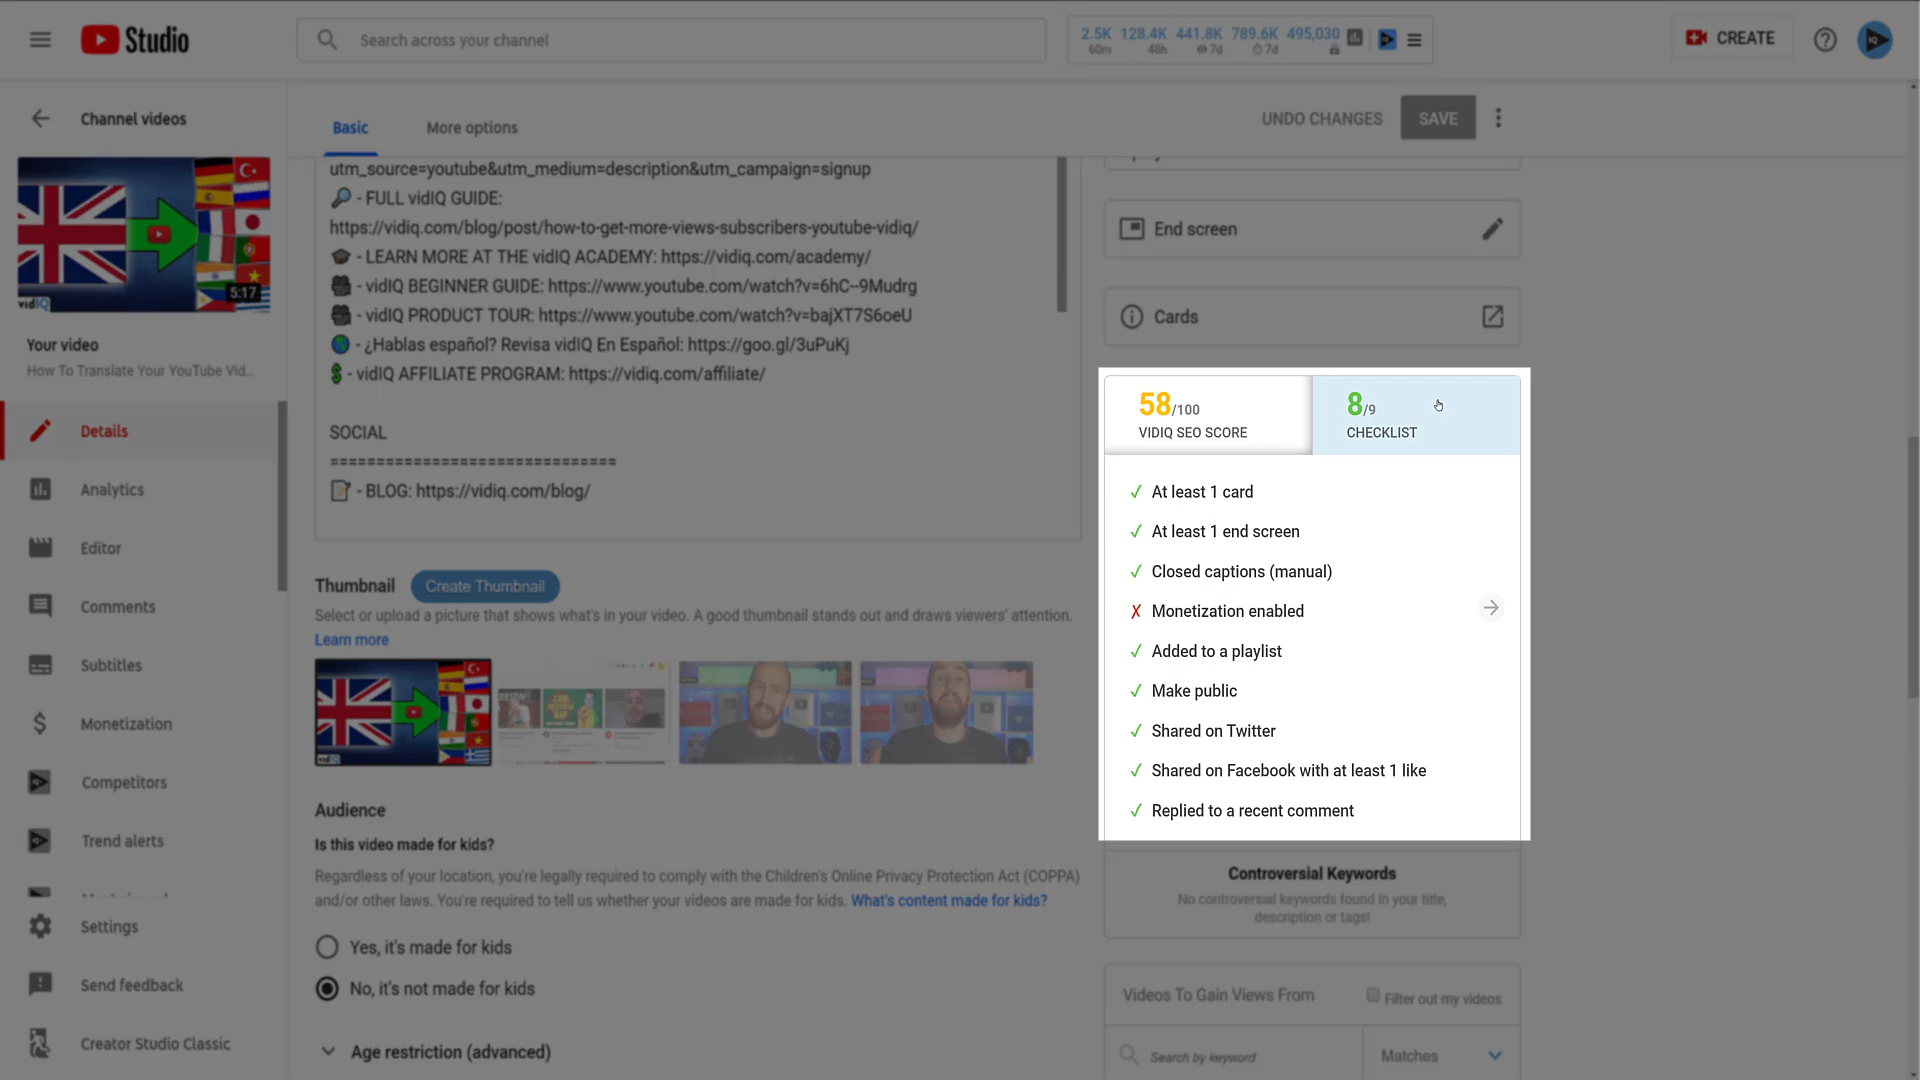 Studio
Search across your channel
2.5K 128.4K 441.8K 789.6K 495,030
60m 48h 7d 7d
CREATE
Channel videos
Basic
More options
UNDO CHANGES
SAVE
5:17
vidIQ
Your video
How To Translate Your YouTube Vid...
Details
Analytics
Editor
Comments
Subtitles
Monetization
Competitors
Trend alerts
Settings
Send feedback
Creator Studio Classic
utm_source=youtube&utm_medium=description&utm_campaign=signup
🔎 - FULL vidIQ GUIDE:
https://vidiq.com/blog/post/how-to-get-more-views-subscribers-youtube-vidiq/
🎓 - LEARN MORE AT THE vidIQ ACADEMY: https://vidiq.com/academy/
🎥 - vidIQ BEGINNER GUIDE: https://www.youtube.com/watch?v=6hC--9Mudrg
🎥 - vidIQ PRODUCT TOUR: https://www.youtube.com/watch?v=bajXT7S6oeU
🌎 - ¿Hablas español? Revisa vidIQ En Español: https://goo.gl/3uPuKj
💲 - vidIQ AFFILIATE PROGRAM: https://vidiq.com/affiliate/
SOCIAL
==============================
📝 - BLOG: https://vidiq.com/blog/
Thumbnail
Create Thumbnail
Select or upload a picture that shows what's in your video. A good thumbnail stands out and draws viewers' attention.
Learn more
vidIQ
Audience
Is this video made for kids?
Regardless of your location, you're legally required to comply with the Children's Online Privacy Protection Act (COPPA)
and/or other laws. You're required to tell us whether your videos are made for kids. What's content made for kids?
Yes, it's made for kids
No, it's not made for kids
Age restriction (advanced)
End screen
Cards
58/100
VIDIQ SEO SCORE
8/9
CHECKLIST
✓ At least 1 card
✓ At least 1 end screen
✓ Closed captions (manual)
✗ Monetization enabled
✓ Added to a playlist
✓ Make public
✓ Shared on Twitter
✓ Shared on Facebook with at least 1 like
✓ Replied to a recent comment
Controversial Keywords
No controversial keywords found in your title,
description or tags!
Videos To Gain Views From
Filter out my videos
Search by keyword
Matches